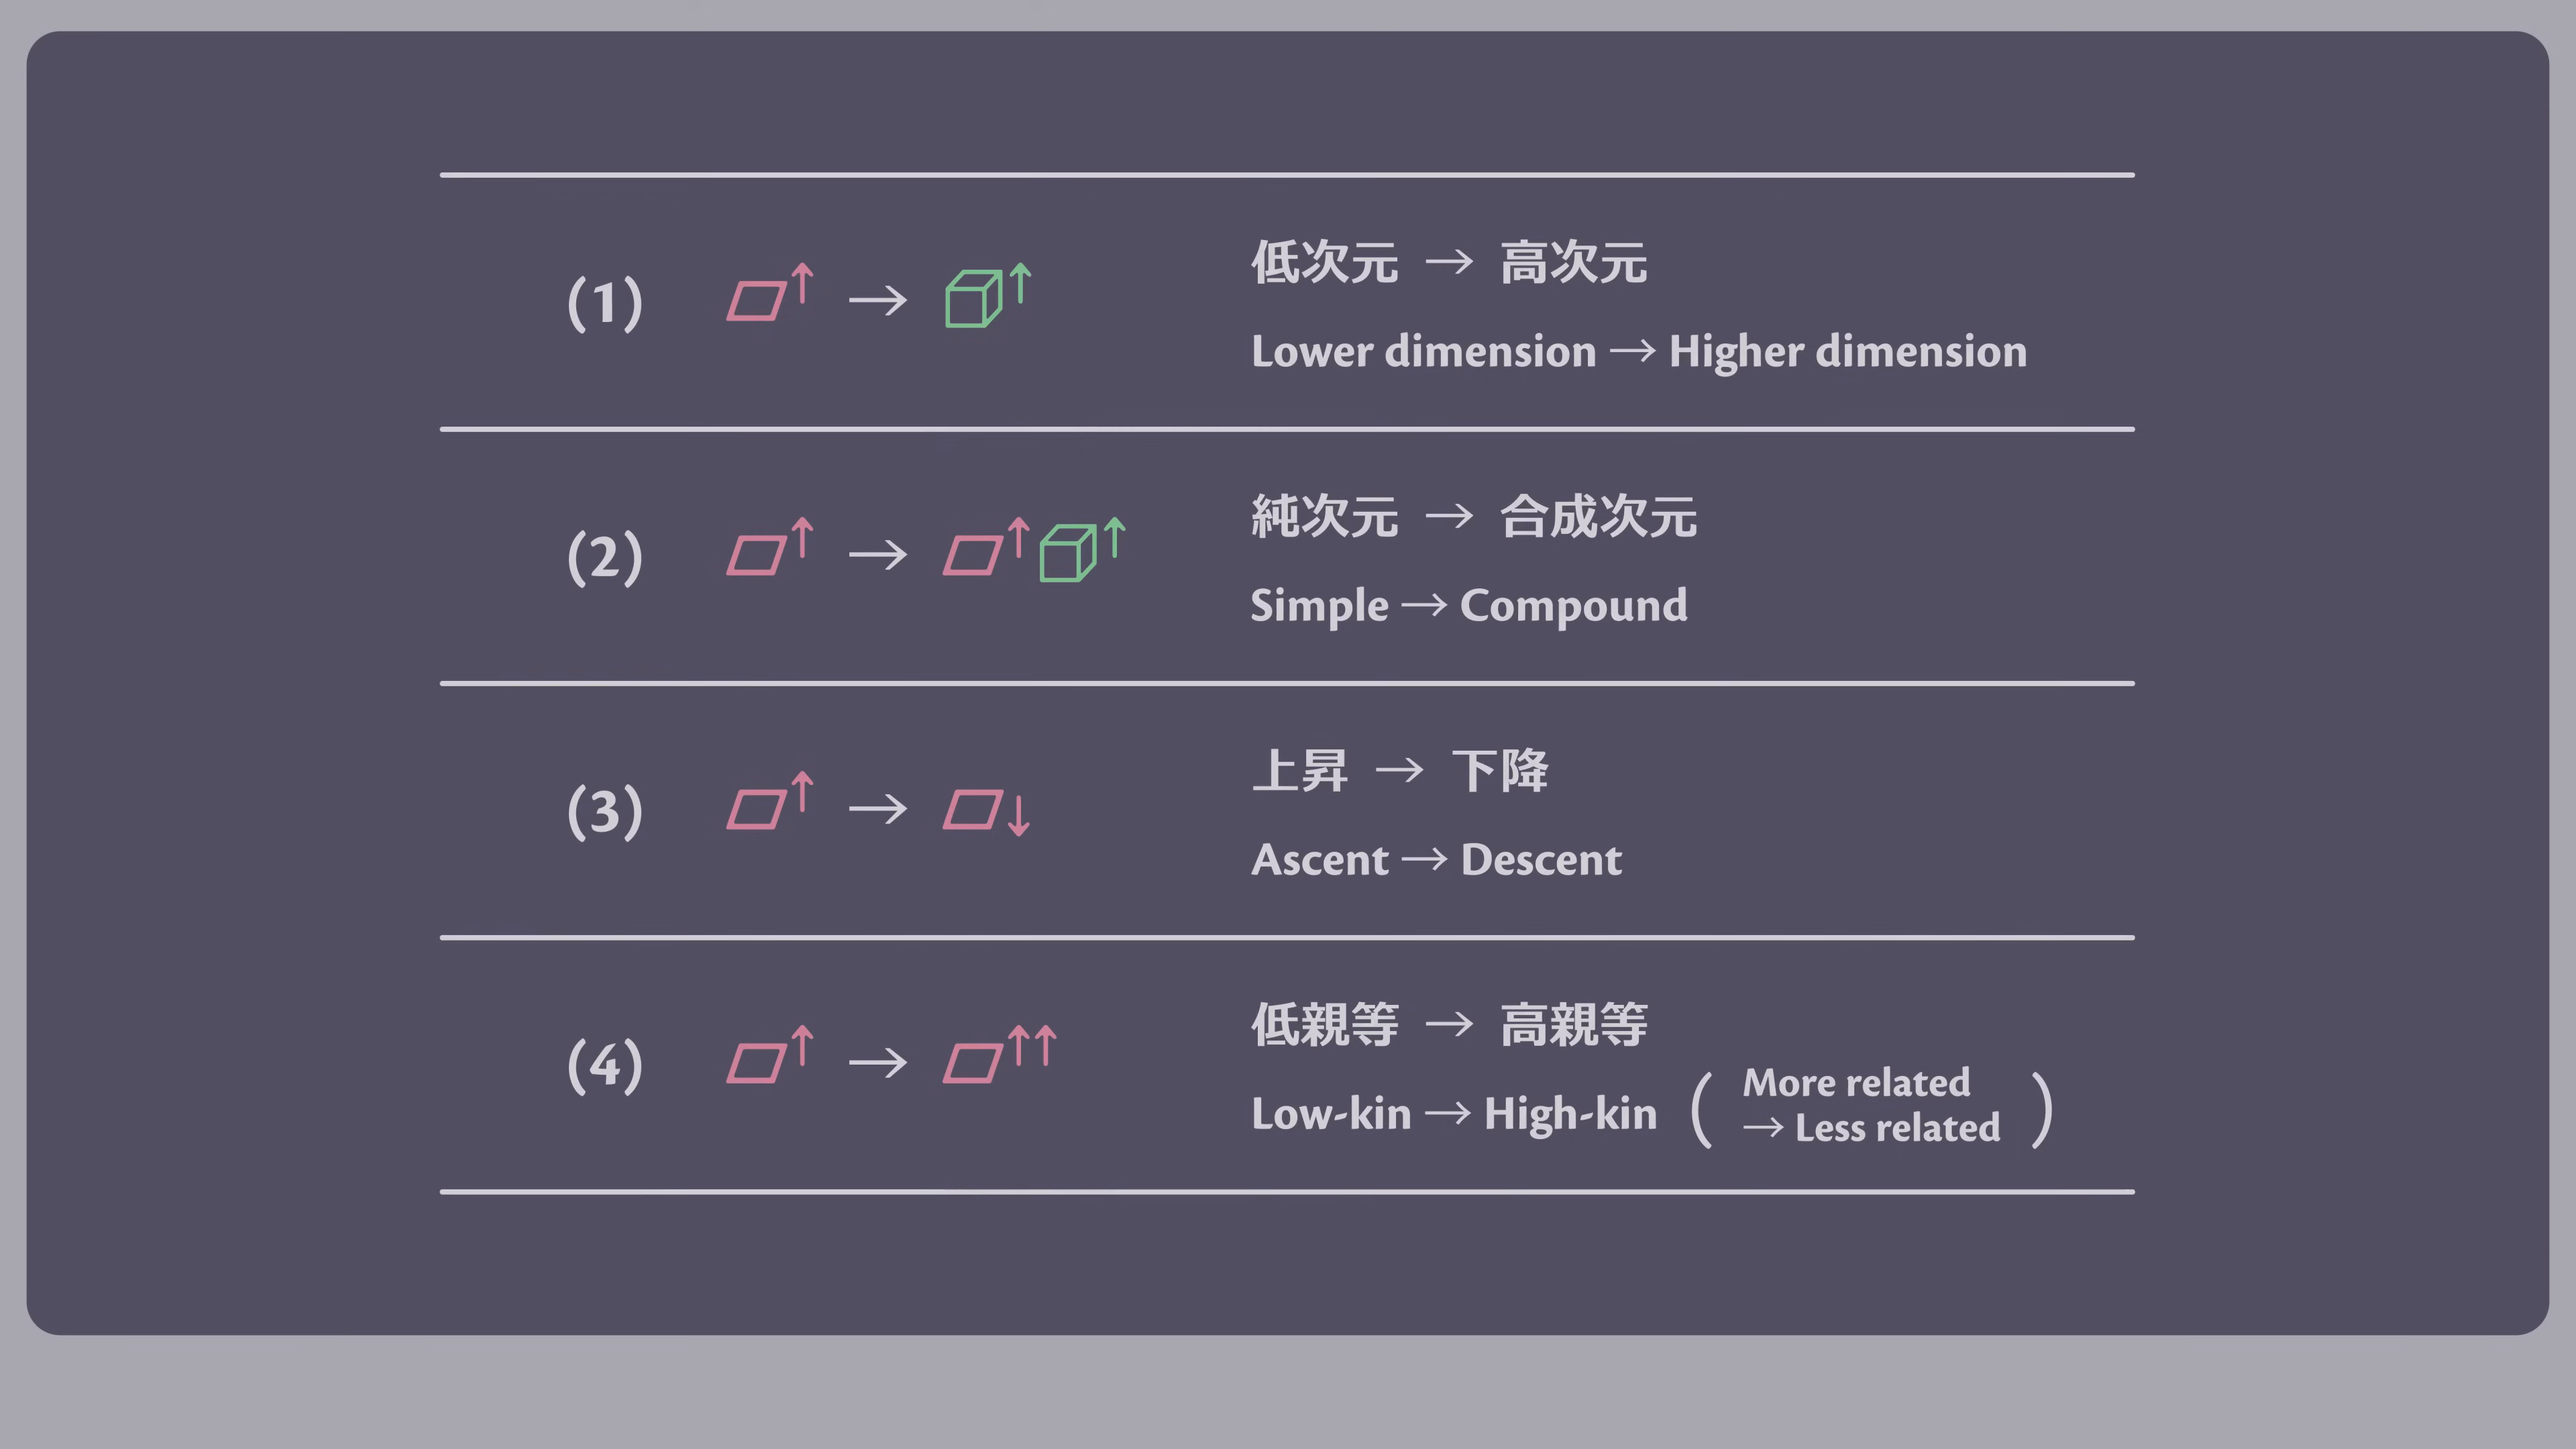 (1)
低次元 → 高次元
Lower dimension → Higher dimension
(2)
純次元 → 合成次元
Simple → Compound
(3)
上昇 → 下降
Ascent → Descent
(4)
低親等 → 高親等
Low-kin → High-kin ( More related
→ Less related )